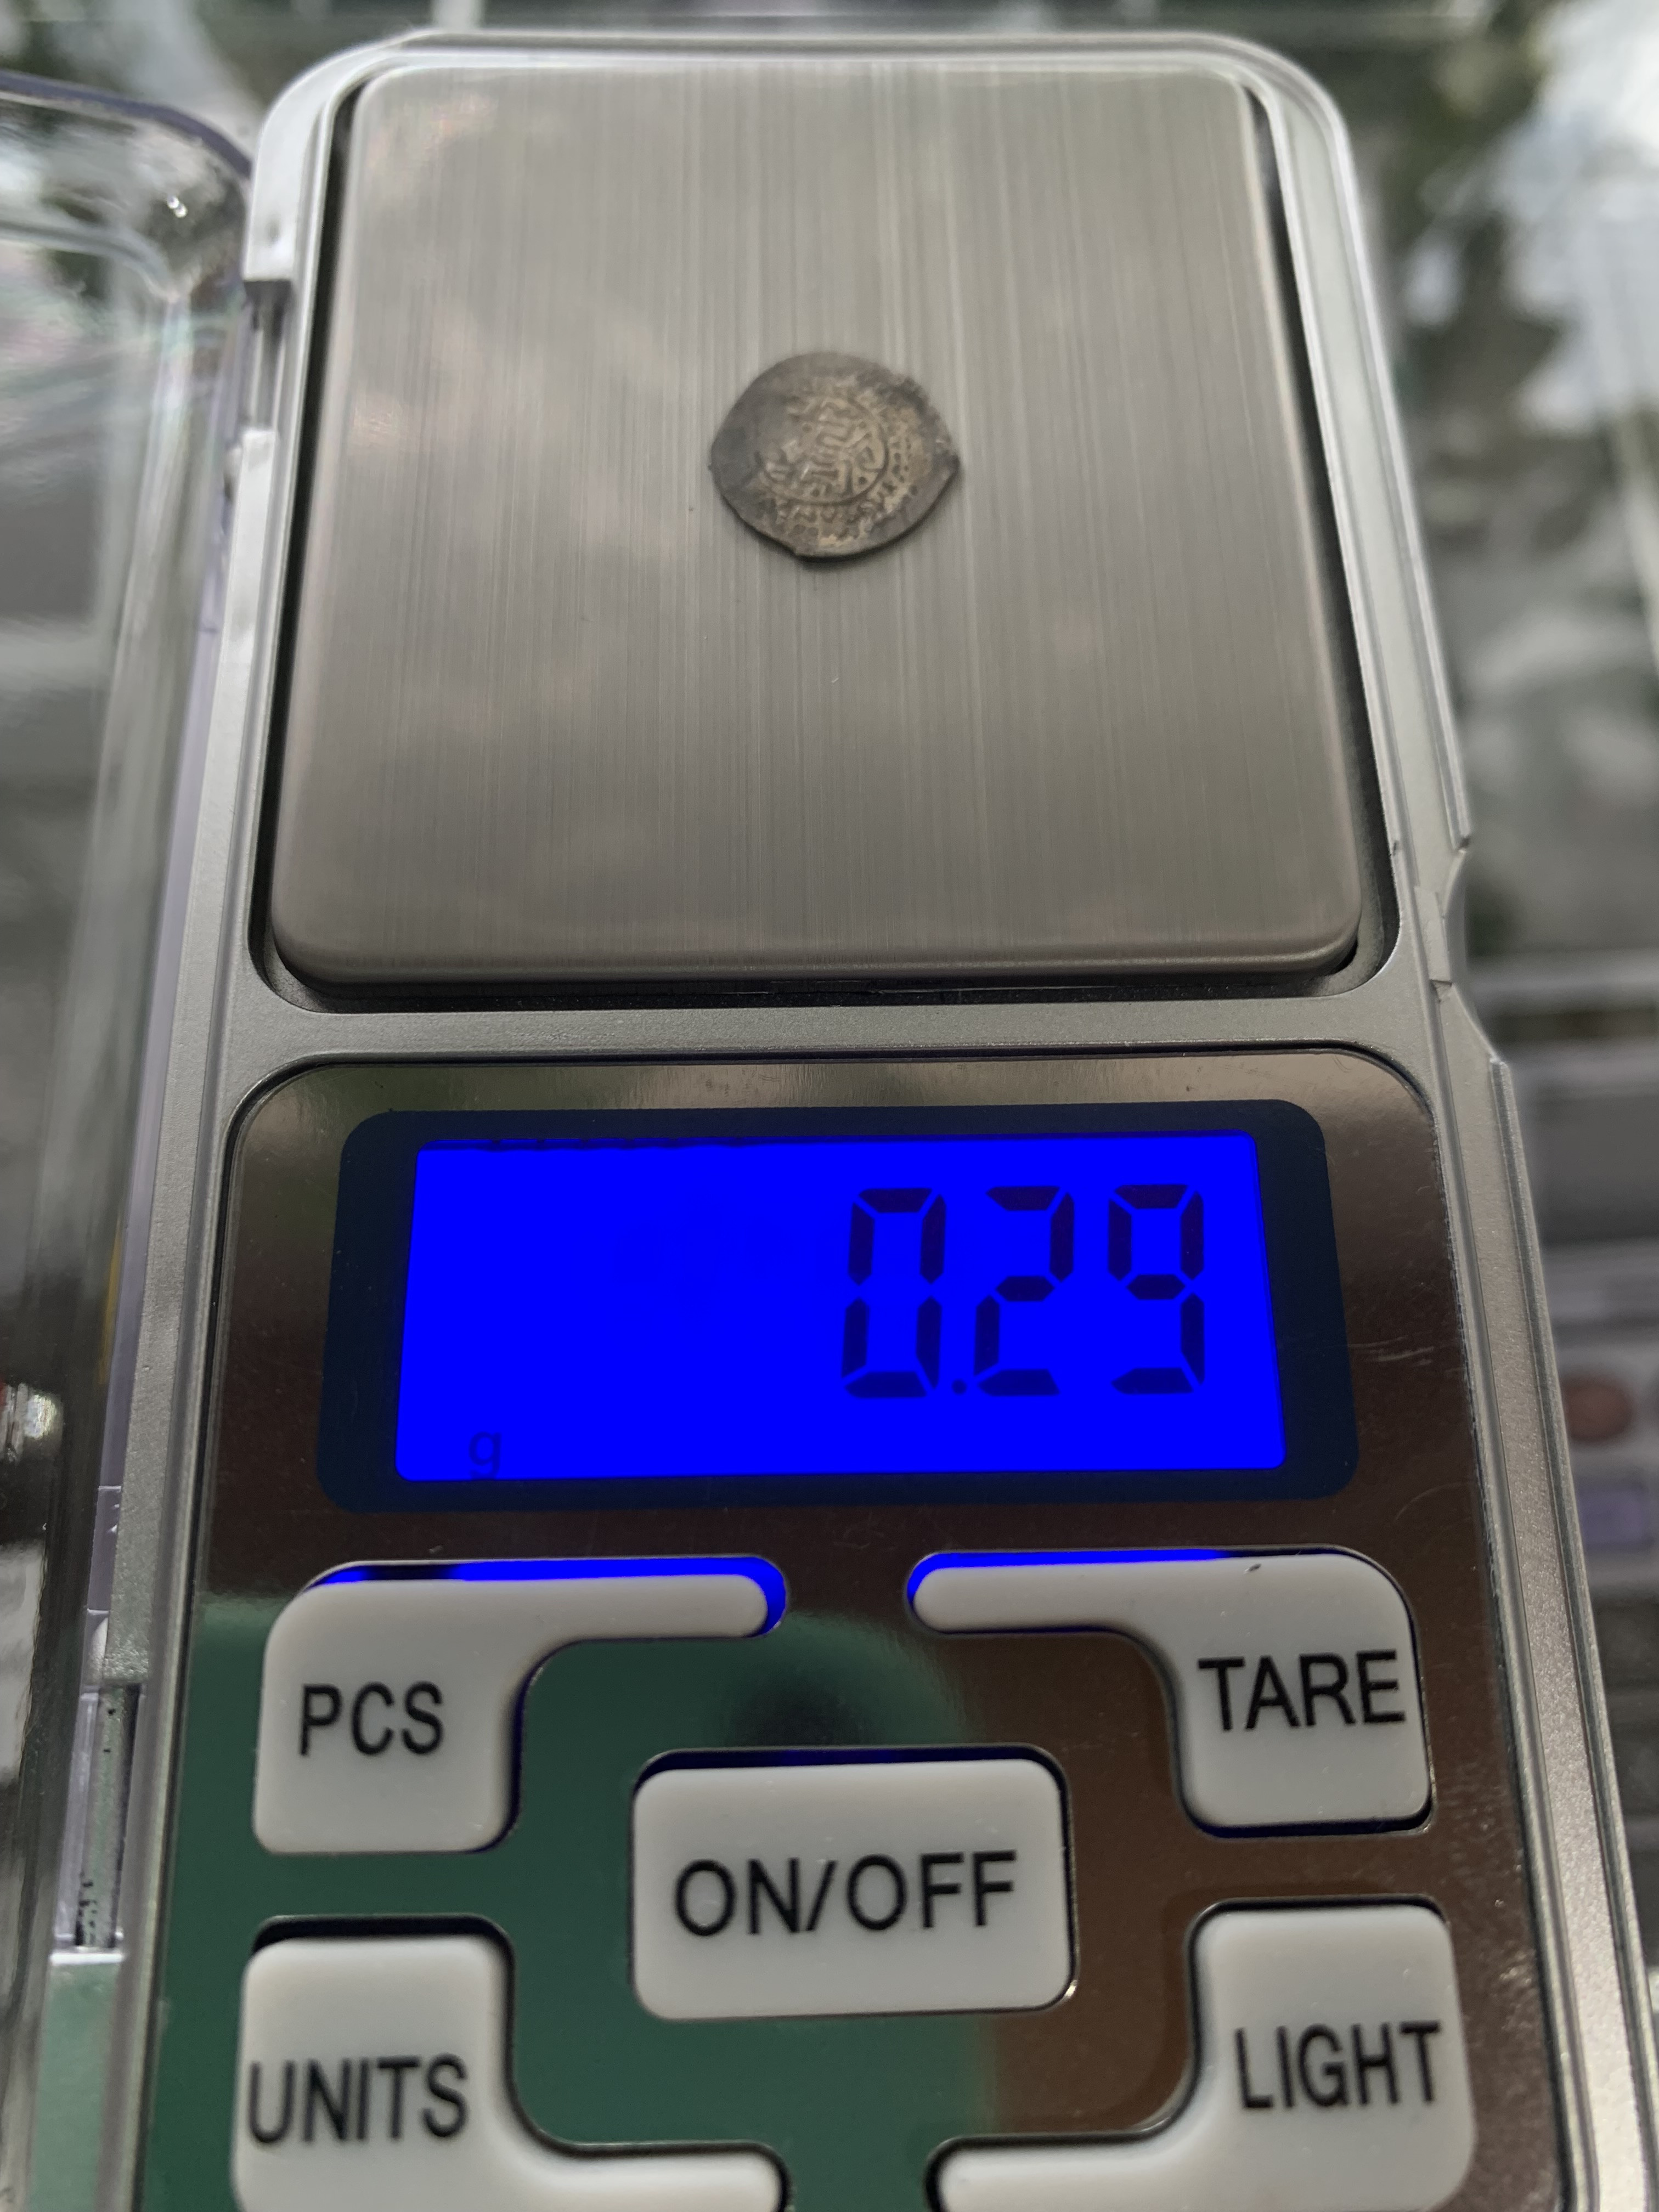 0.29
g
PCS
TARE
ON/OFF
UNITS
LIGHT